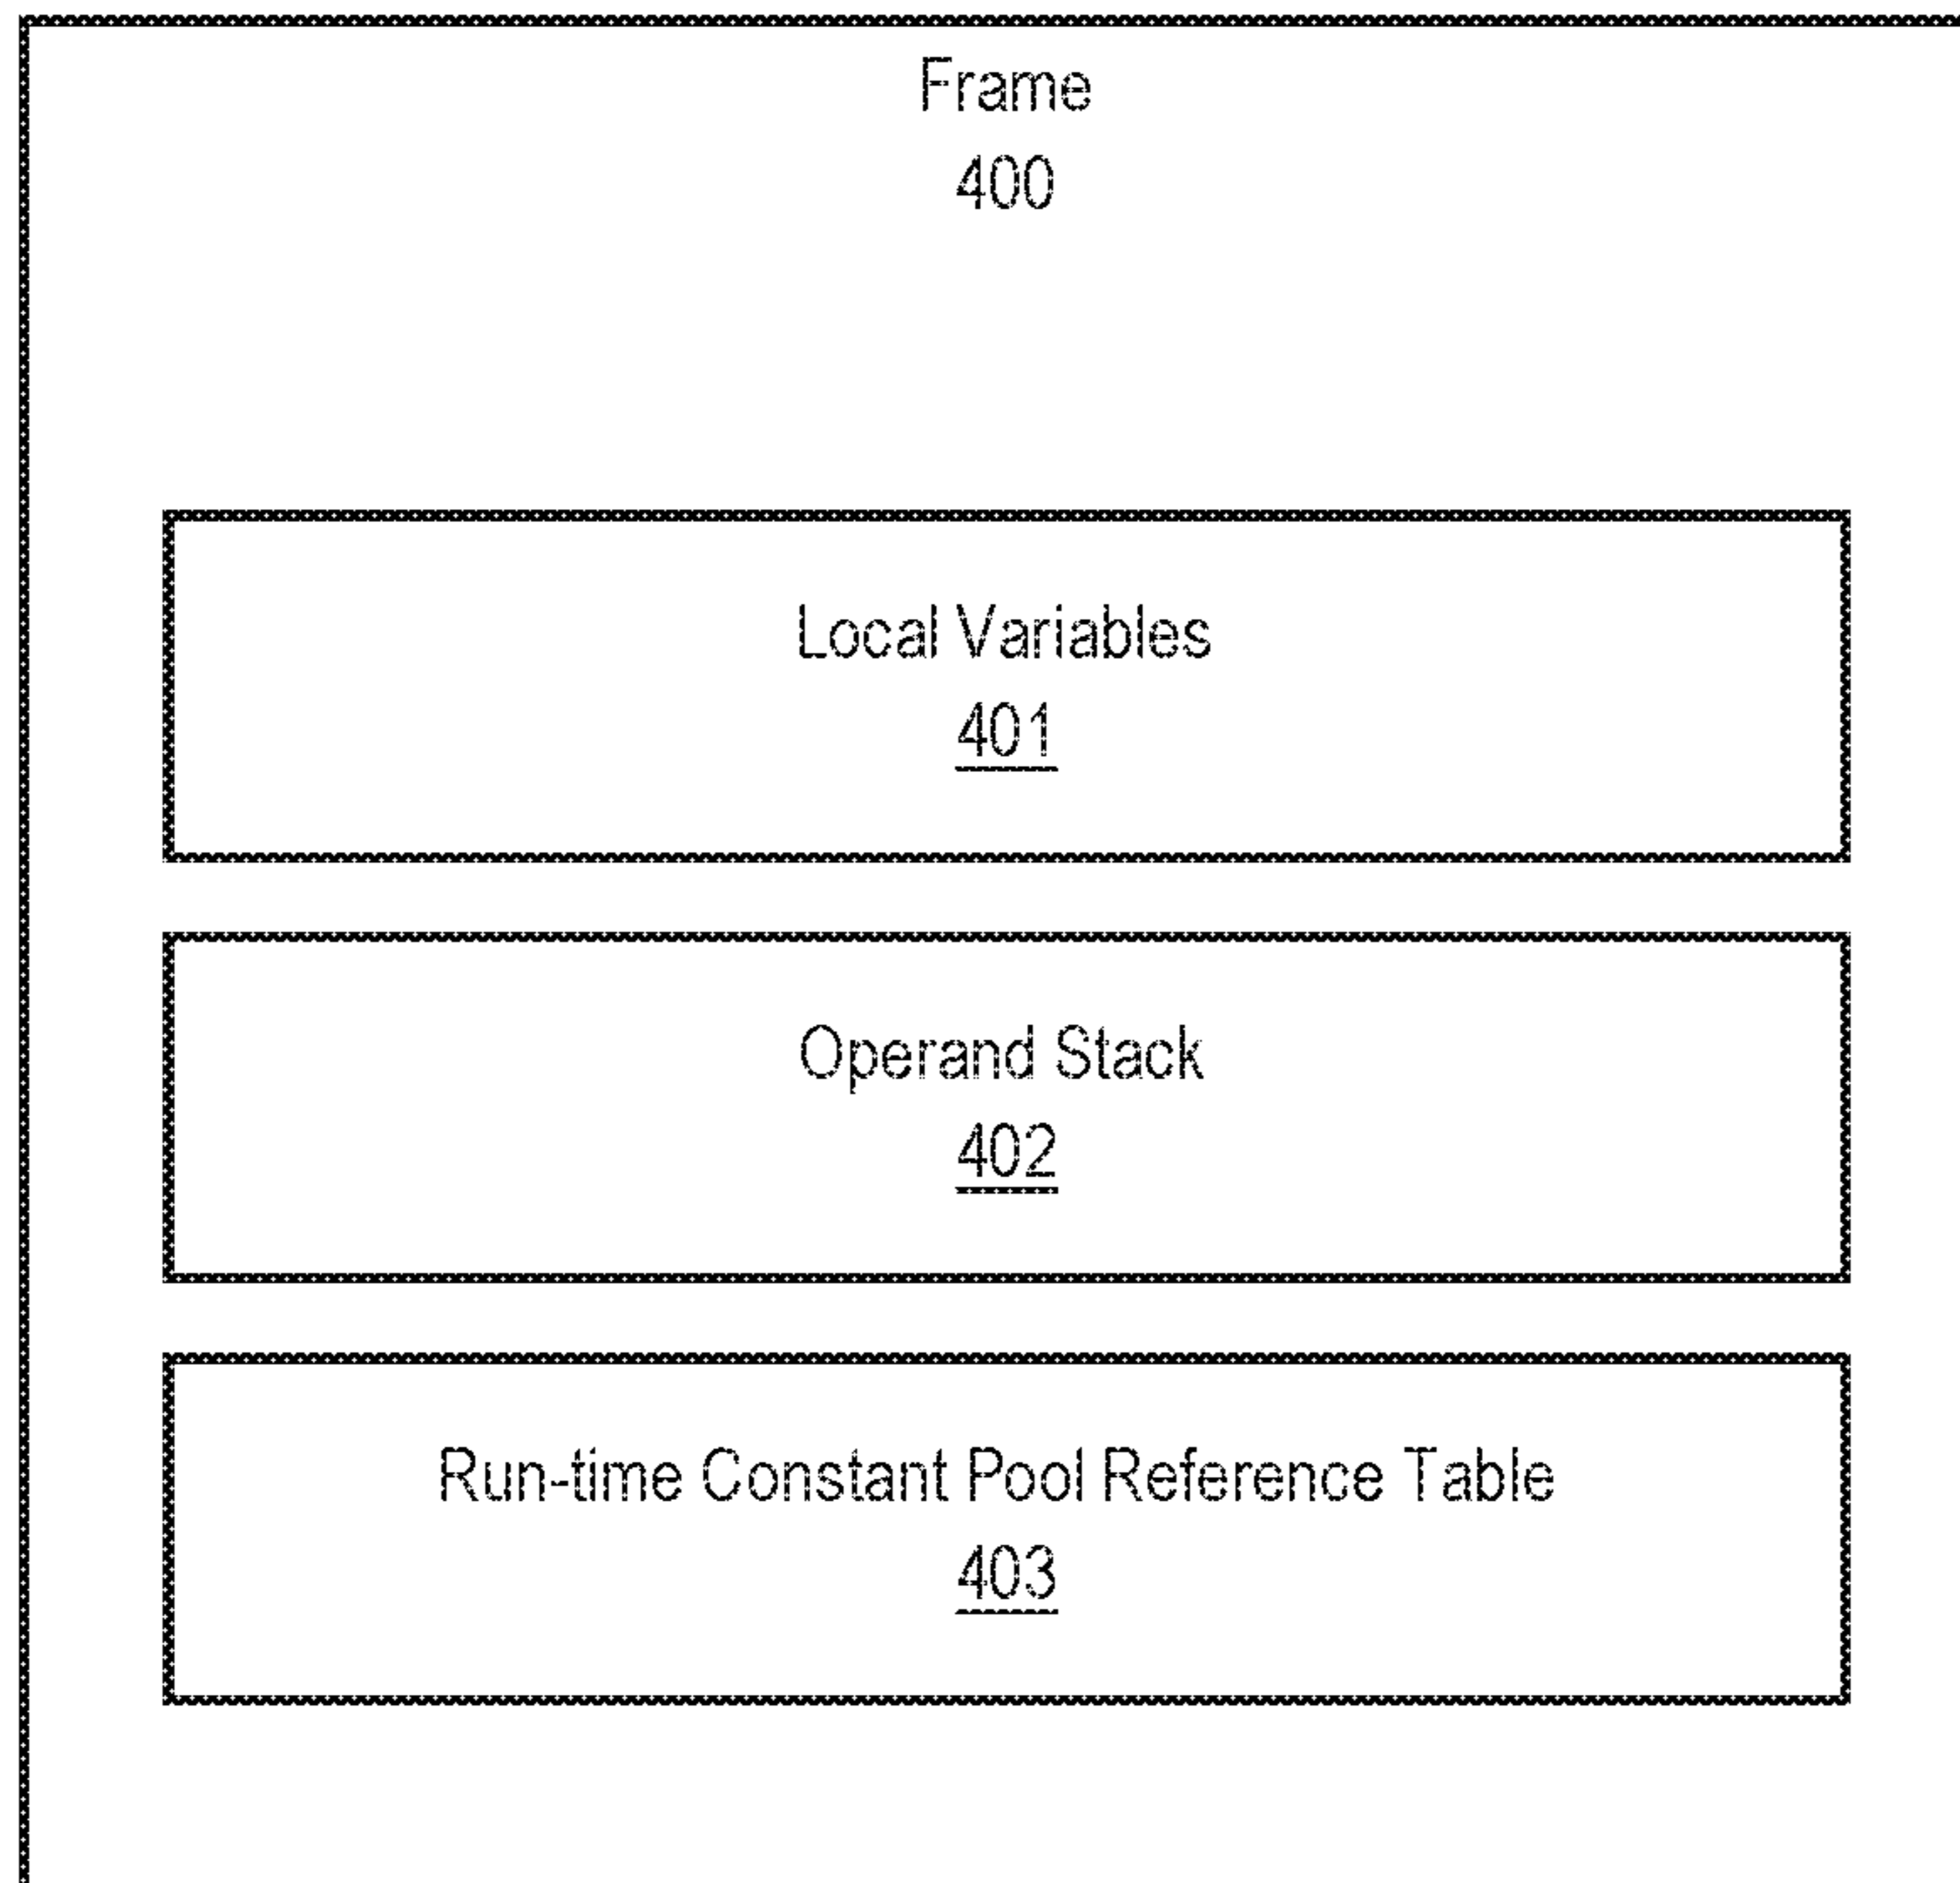 Frame
400
Local Variables
401
Operand Stack
402
Run-time Constant Pool Reference Table
403